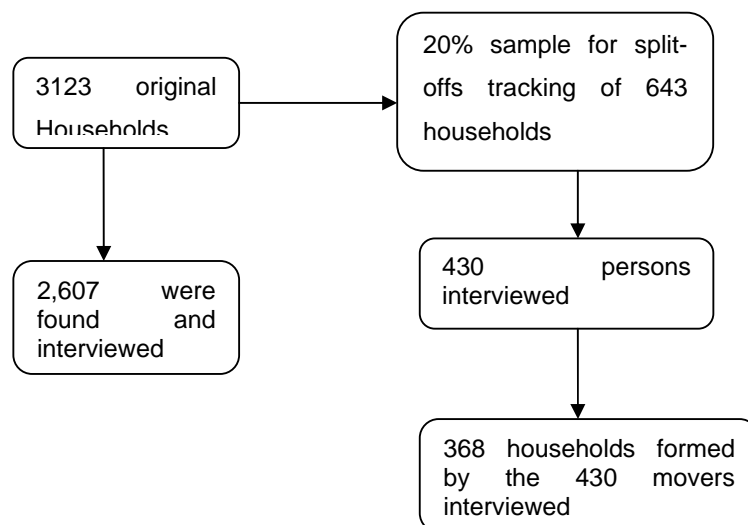 3123 original
Households
20% sample for split-
offs tracking of 643
households
2,607 were
found and
interviewed
430 persons
interviewed
368 households formed
by the 430 movers
interviewed